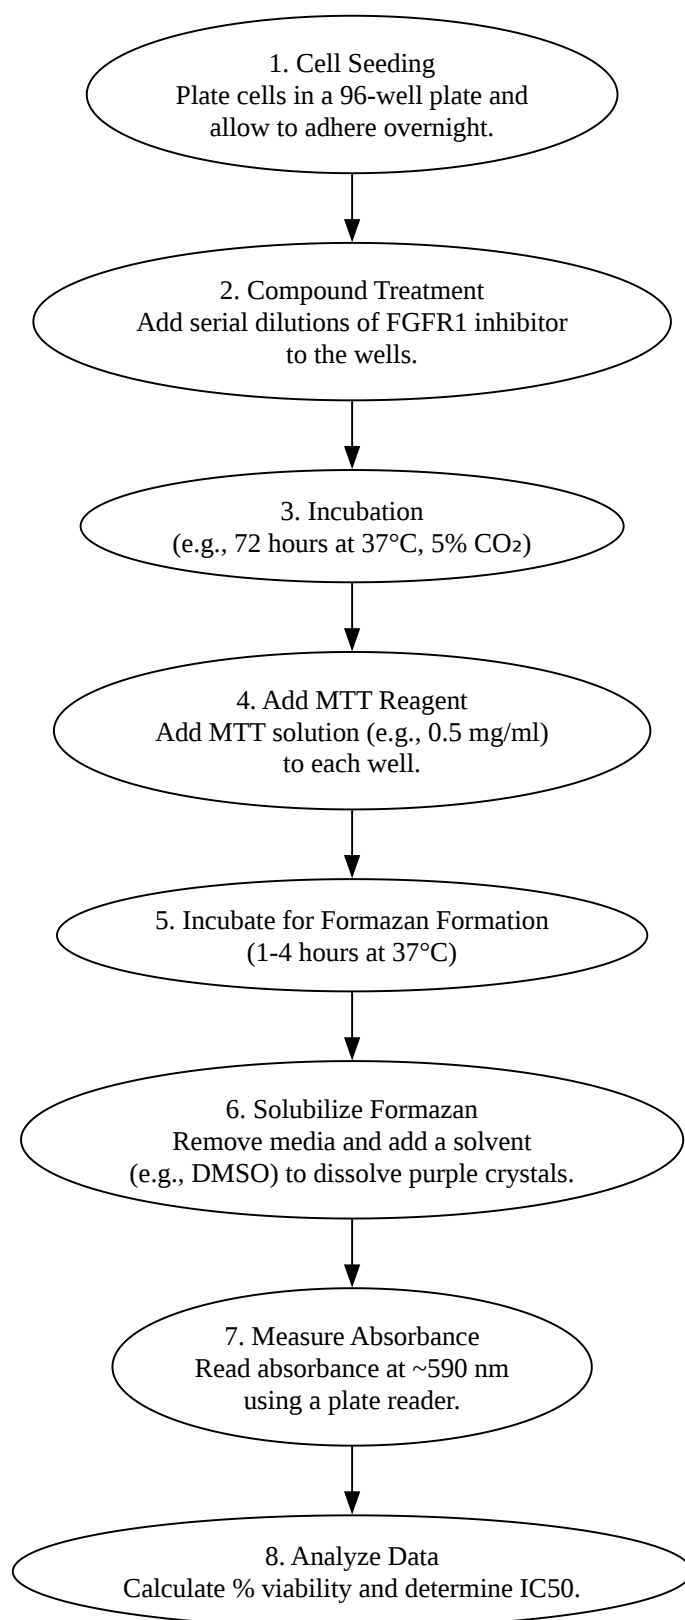 1. Cell Seeding
Plate cells in a 96-well plate and
allow to adhere overnight.
2. Compound Treatment
Add serial dilutions of FGFR1 inhibitor
to the wells.
3. Incubation
(e.g., 72 hours at 37°C, 5% CO₂)
4. Add MTT Reagent
Add MTT solution (e.g., 0.5 mg/ml)
to each well.
5. Incubate for Formazan Formation
(1-4 hours at 37°C)
6. Solubilize Formazan
Remove media and add a solvent
(e.g., DMSO) to dissolve purple crystals.
7. Measure Absorbance
Read absorbance at ~590 nm
using a plate reader.
8. Analyze Data
Calculate % viability and determine IC50.